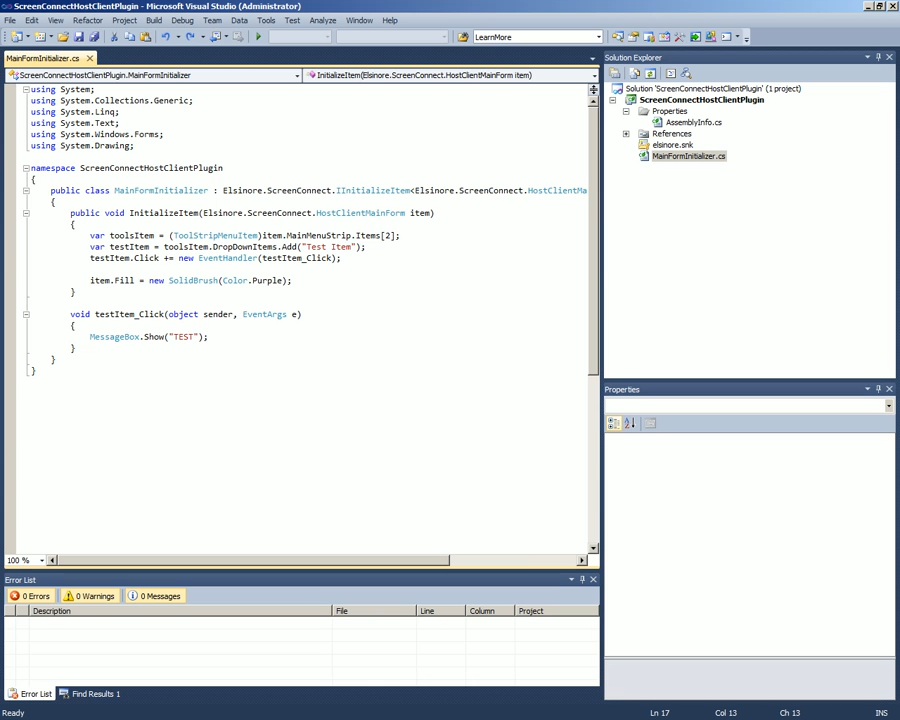 ScreenConnectHostClientPlugin - Microsoft Visual Studio (Administrator)
File Edit View Refactor Project Build Debug Team Data Tools Test Analyze Window Help
LearnMore
MainFormInitializer.cs
ScreenConnectHostClientPlugin.MainFormInitializer
InitializeItem(Elsinore.ScreenConnect.HostClientMainForm item)
using System;
using System.Collections.Generic;
using System.Linq;
using System.Text;
using System.Windows.Forms;
using System.Drawing;
namespace ScreenConnectHostClientPlugin
{
public class MainFormInitializer : Elsinore.ScreenConnect.IInitializeItem<Elsinore.ScreenConnect.HostClientMa
{
public void InitializeItem(Elsinore.ScreenConnect.HostClientMainForm item)
{
var toolsItem = (ToolStripMenuItem)item.MainMenuStrip.Items[2];
var testItem = toolsItem.DropDownItems.Add("Test Item");
testItem.Click += new EventHandler(testItem_Click);
item.Fill = new SolidBrush(Color.Purple);
}
void testItem_Click(object sender, EventArgs e)
{
MessageBox.Show("TEST");
}
}
}
100 %
Solution Explorer
Solution 'ScreenConnectHostClientPlugin' (1 project)
ScreenConnectHostClientPlugin
Properties
AssemblyInfo.cs
References
elsinore.snk
MainFormInitializer.cs
Properties
Error List
0 Errors 0 Warnings 0 Messages
Description File Line Column Project
Error List Find Results 1
Ready Ln 17 Col 13 Ch 13 INS